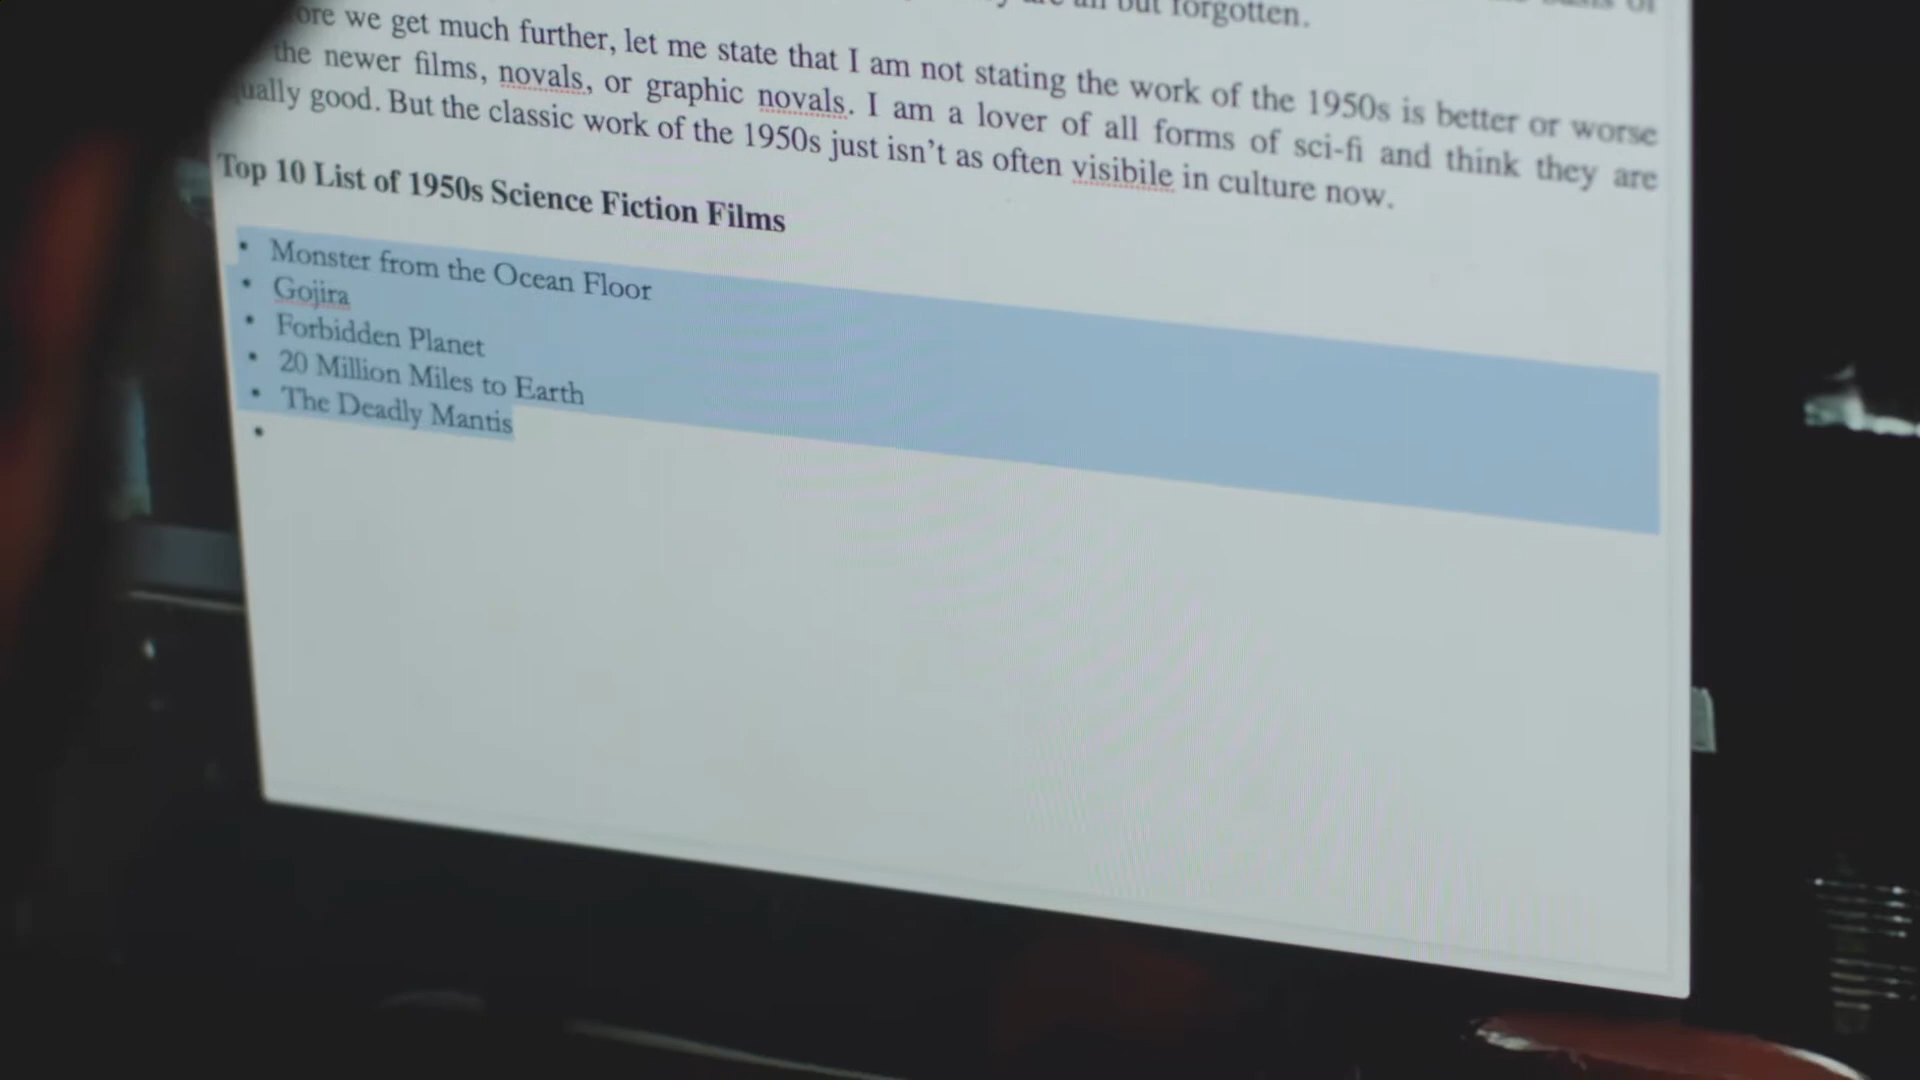 all but forgotten.
we get much further, let me state that I am not stating the work of the 1950s is better or worse
the newer films, novals, or graphic novals. I am a lover of all forms of sci-fi and think they are
good. But the classic work of the 1950s just isn't as often visibile in culture now.
Top 10 List of 1950s Science Fiction Films
• Monster from the Ocean Floor
• Gojira
• Forbidden Planet
• 20 Million Miles to Earth
• The Deadly Mantis
•